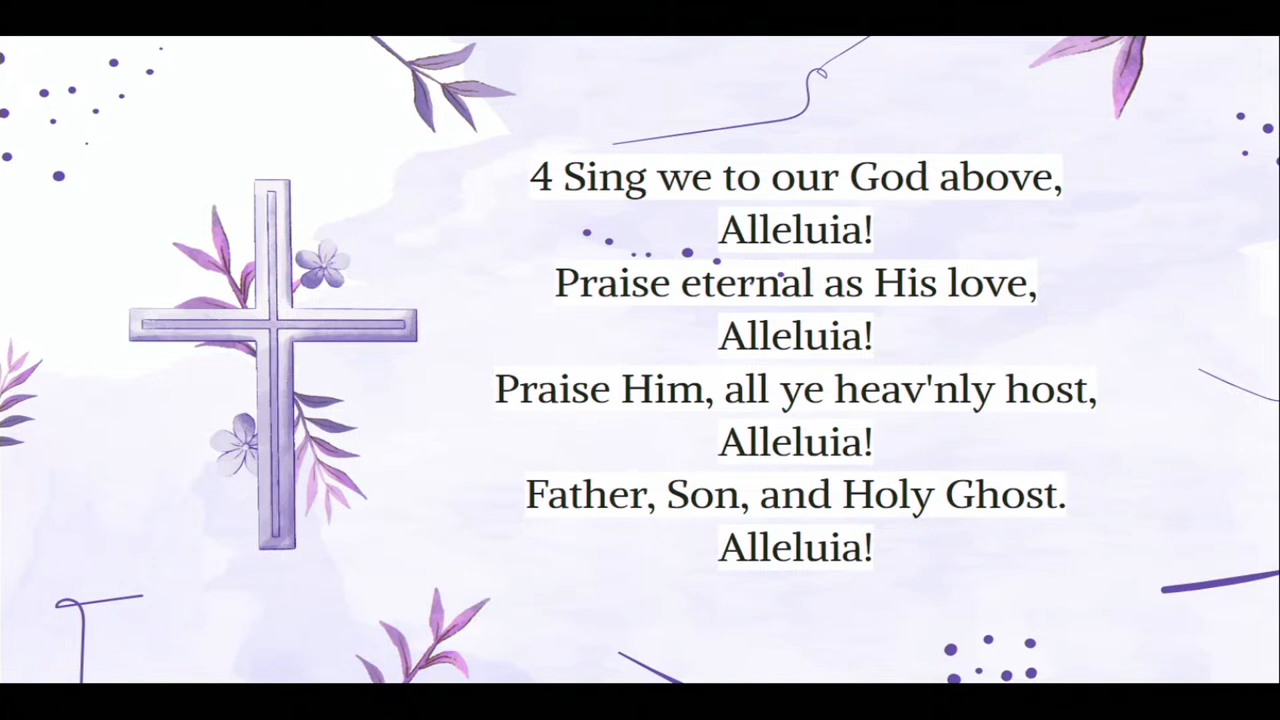 4 Sing we to our God above,
Alleluia!
Praise eternal as His love,
Alleluia!
Praise Him, all ye heav'nly host,
Alleluia!
Father, Son, and Holy Ghost.
Alleluia!